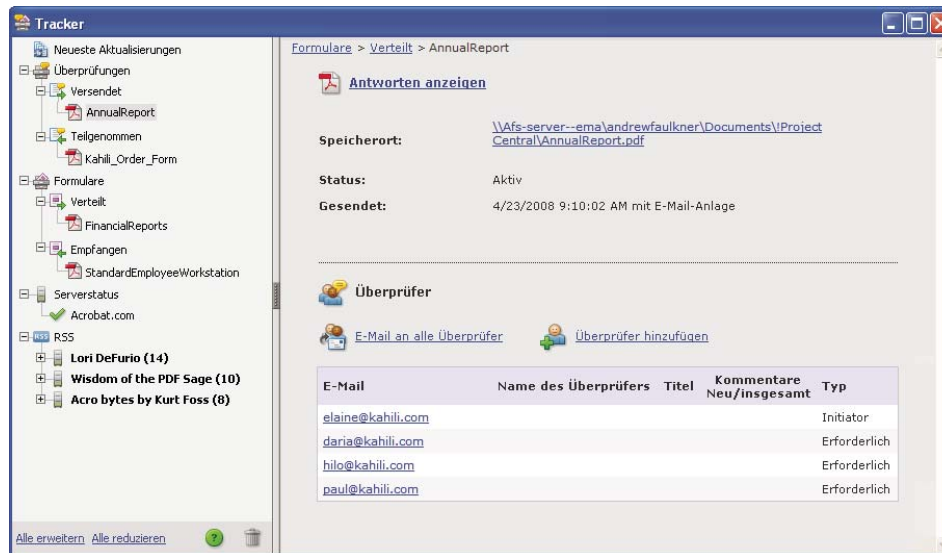 Tracker
Neueste Aktualisierungen
Überprüfungen
Versendet
AnnualReport
Teilgenommen
Kahili_Order_Form
Formulare
Verteilt
FinancialReports
Empfangen
StandardEmployeeWorkstation
Serverstatus
Acrobat.com
RSS
Lori DeFurio (14)
Wisdom of the PDF Sage (10)
Acro bytes by Kurt Foss (8)
Alle erweitern Alle reduzieren
Formulare > Verteilt > AnnualReport
Antworten anzeigen
Speicherort: \\Afs-server--ema\andrewfaulkner\Documents\!Project
Central\AnnualReport.pdf
Status: Aktiv
Gesendet: 4/23/2008 9:10:02 AM mit E-Mail-Anlage
Überprüfer
E-Mail an alle Überprüfer Überprüfer hinzufügen
E-Mail Name des Überprüfers Titel Kommentare Neu/insgesamt Typ
elaine@kahili.com Initiator
daria@kahili.com Erforderlich
hilo@kahili.com Erforderlich
paul@kahili.com Erforderlich